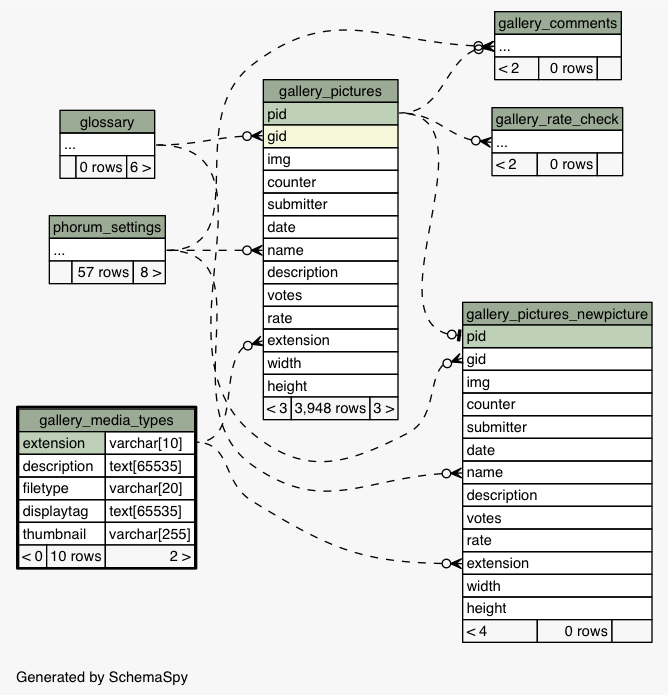 gallery_comments
...
< 2 0 rows
gallery_pictures
pid
gid
img
counter
submitter
date
name
description
votes
rate
extension
width
height
< 3 3,948 rows 3 >
glossary
...
0 rows 6 >
gallery_rate_check
...
< 2 0 rows
phorum_settings
...
57 rows 8 >
gallery_pictures_newpicture
pid
gid
img
counter
submitter
date
name
description
votes
rate
extension
width
height
< 4 0 rows
gallery_media_types
extension varchar[10]
description text[65535]
filetype varchar[20]
displaytag text[65535]
thumbnail varchar[255]
< 0 10 rows 2 >
Generated by SchemaSpy